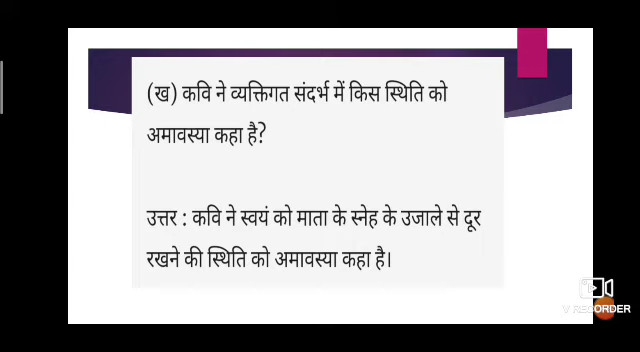 (ख) कवि ने व्यक्तिगत संदर्भ में किस स्थिति को
अमावस्या कहा है?
उत्तर : कवि ने स्वयं को माता के स्नेह के उजाले से दूर
रखने की स्थिति को अमावस्या कहा है।
V RECORDER